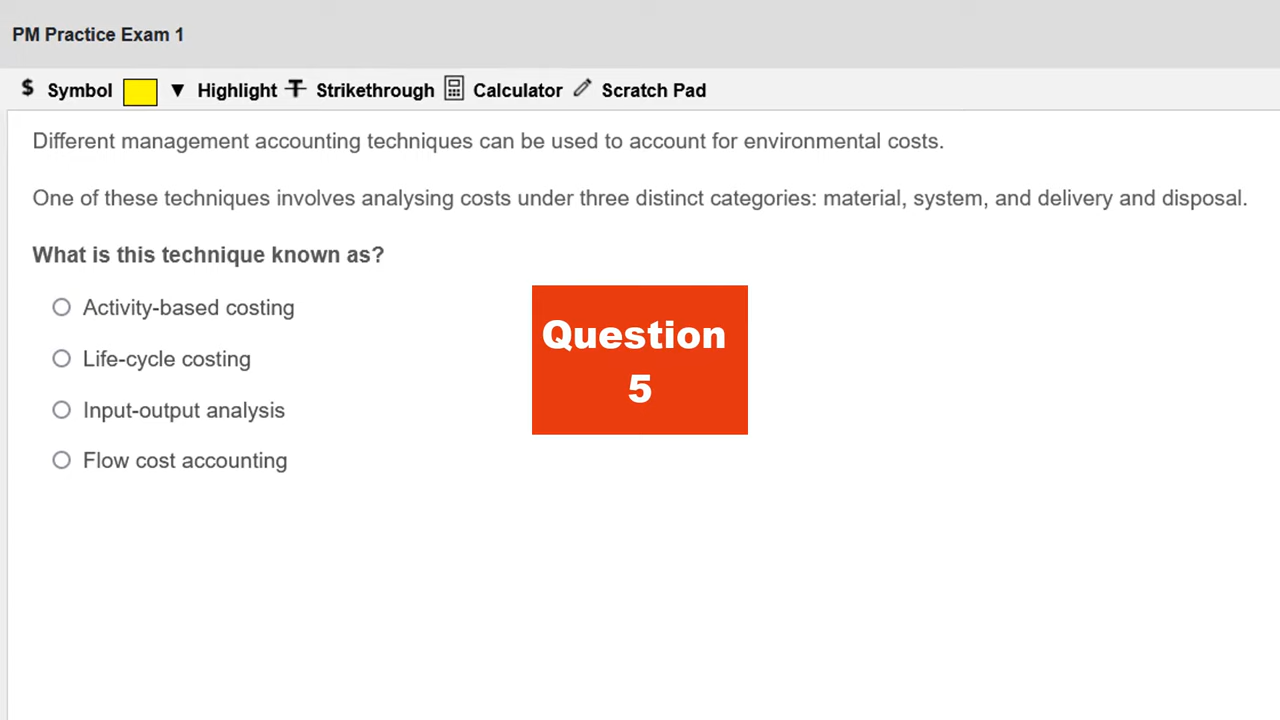 PM Practice Exam 1
$ Symbol ▼ Highlight T Strikethrough Calculator Scratch Pad
Different management accounting techniques can be used to account for environmental costs.
One of these techniques involves analysing costs under three distinct categories: material, system, and delivery and disposal.
What is this technique known as?
Activity-based costing
Life-cycle costing
Input-output analysis
Flow cost accounting
Question
5